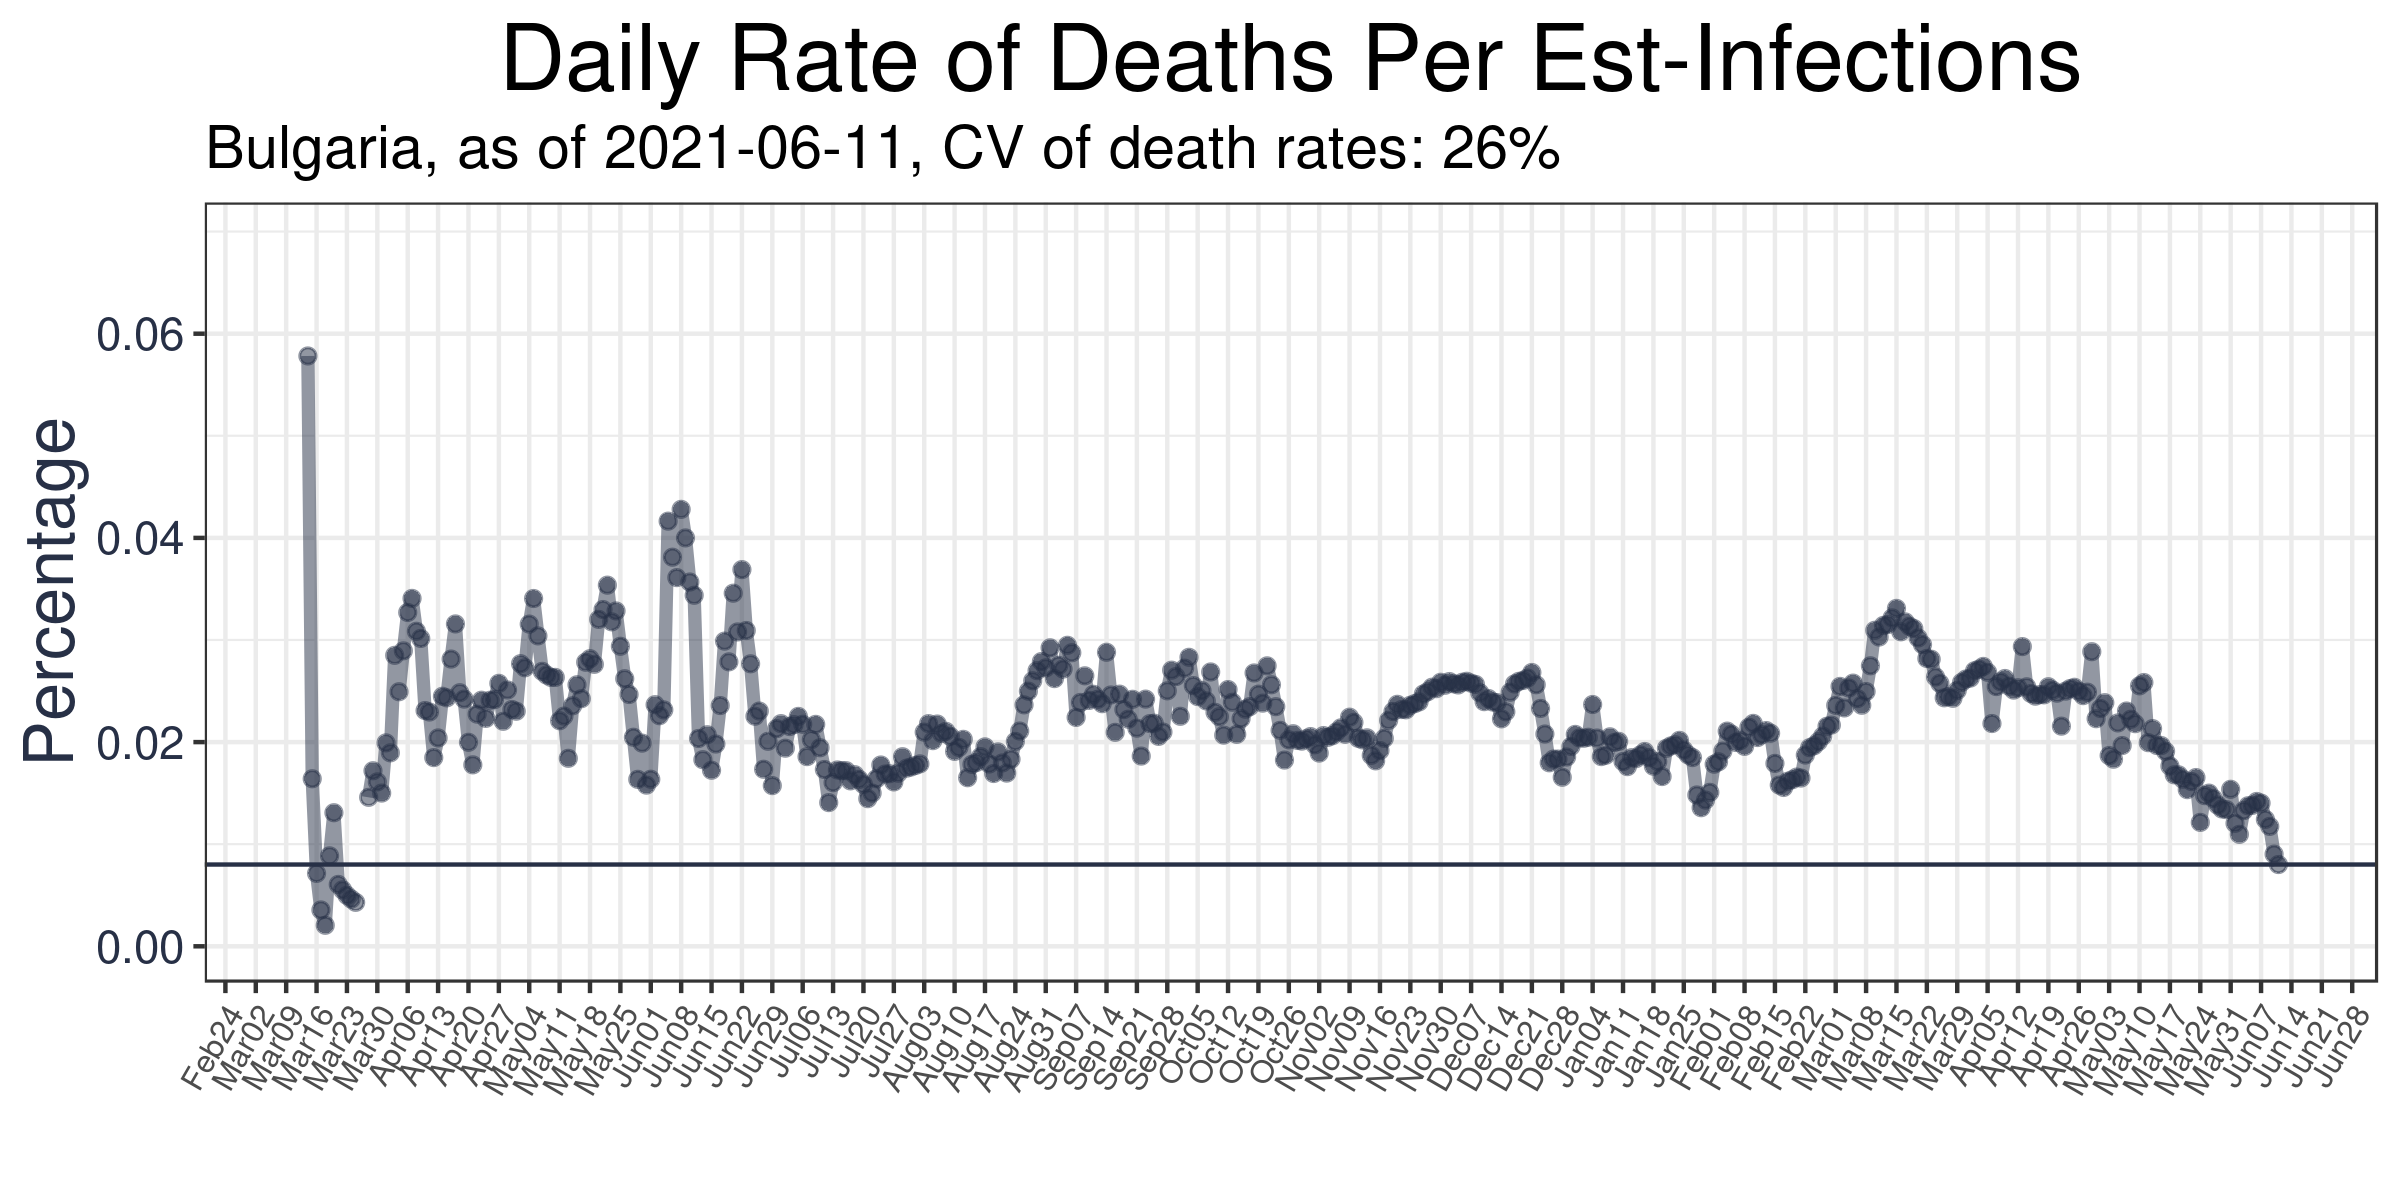 Daily Rate of Deaths Per Est-Infections
Bulgaria, as of 2021-06-11, CV of death rates: 26%
Percentage
0.06
0.04
0.02
0.00
Feb24
Mar02
Mar09
Mar16
Mar23
Mar30
Apr06
Apr13
Apr20
Apr27
May04
May11
May18
May25
Jun01
Jun08
Jun15
Jun22
Jun29
Jul06
Jul13
Jul20
Jul27
Aug03
Aug10
Aug17
Aug24
Aug31
Sep07
Sep14
Sep21
Sep28
Oct05
Oct12
Oct19
Oct26
Nov02
Nov09
Nov16
Nov23
Nov30
Dec07
Dec14
Dec21
Dec28
Jan04
Jan11
Jan18
Jan25
Feb01
Feb08
Feb15
Feb22
Mar01
Mar08
Mar15
Mar22
Mar29
Apr05
Apr12
Apr19
Apr26
May03
May10
May17
May24
May31
Jun07
Jun14
Jun21
Jun28